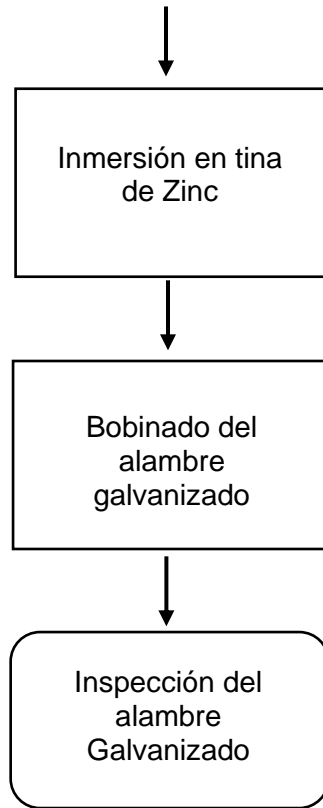 Inmersión en tina
de Zinc
Bobinado del
alambre
galvanizado
Inspección del
alambre
Galvanizado